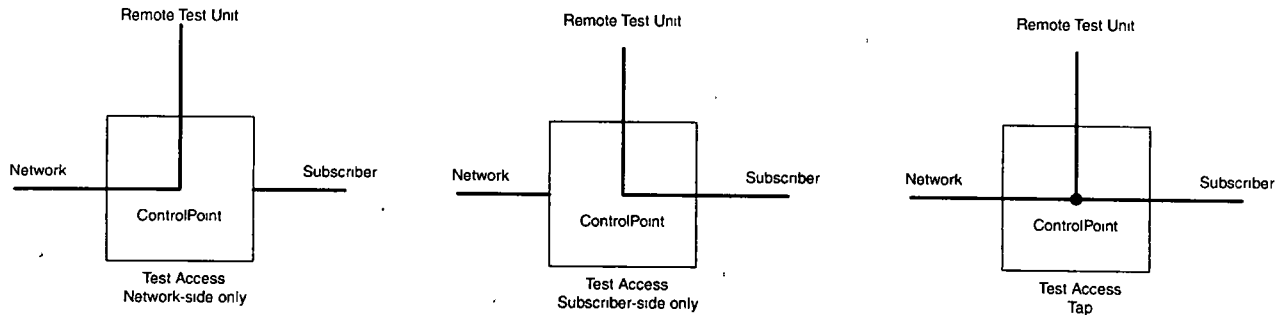 Remote Test Unit
Network
Subscriber
ControlPoint
Test Access
Network-side only
Remote Test Unit
Network
Subscriber
ControlPoint
Test Access
Subscriber-side only
Remote Test Unit
Network
Subscriber
ControlPoint
Test Access
Tap